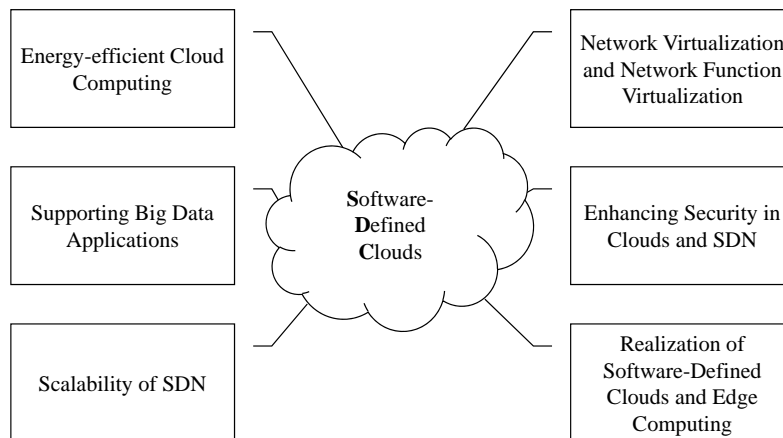 Energy-efficient Cloud
Computing
Network Virtualization
and Network Function
Virtualization
Supporting Big Data
Applications
Software-
Defined
Clouds
Enhancing Security in
Clouds and SDN
Scalability of SDN
Realization of
Software-Defined
Clouds and Edge
Computing